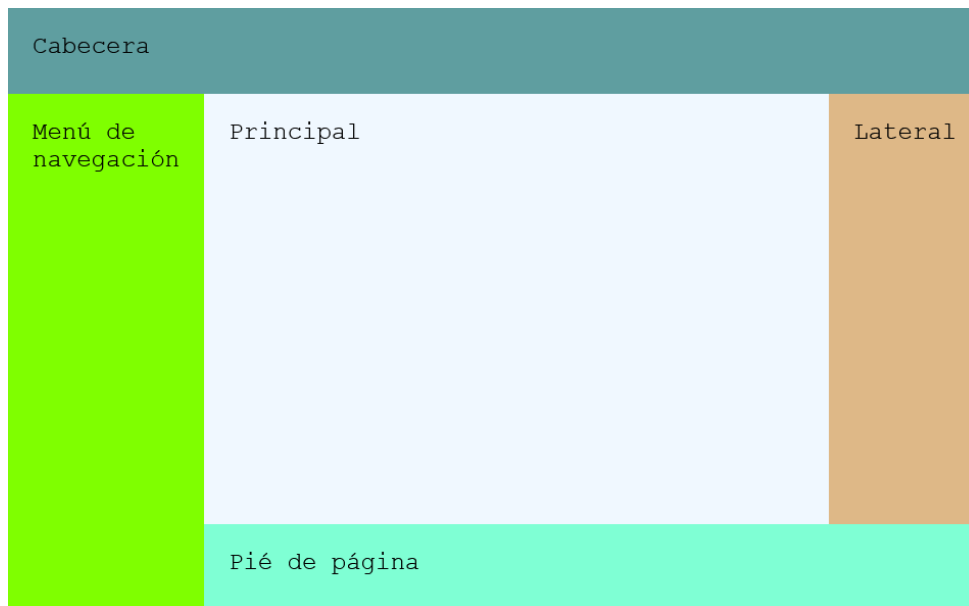 Cabecera
Menú de
navegación
Principal
Lateral
Pié de página